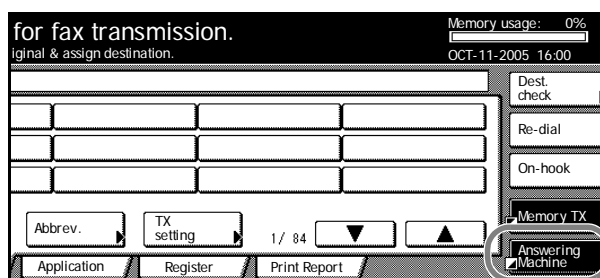 for fax transmission.
Memory usage: 0%
iginal & assign destination.
OCT-11-2005 16:00
Dest.
check
Re-dial
On-hook
Memory TX
Abbrev.
TX
setting
1/ 84
Answering
Machine
Application
Register
Print Report